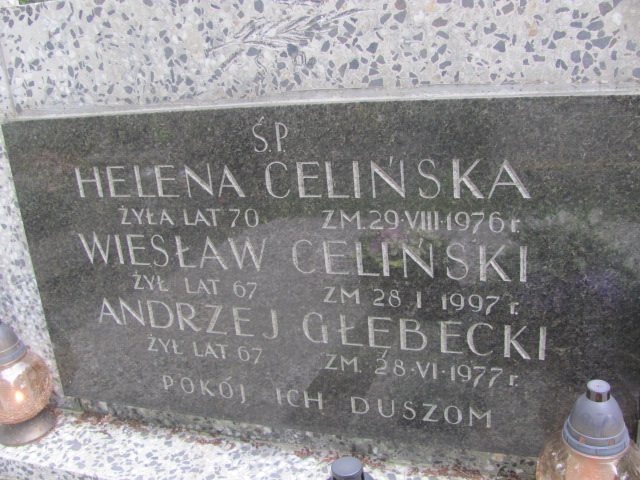 Ś.P.
HELENA CELIŃSKA
ŻYŁA LAT 70 ZM.29·VIII·1976 r.
WIESŁAW CELIŃSKI
ŻYŁ. LAT 67 ZM 28.I 1997 r.
ANDRZEJ GŁĘBECKI
ŻYŁ LAT 67 ZM. 28·VI·1977 r.
POKÓJ ICH DUSZOM